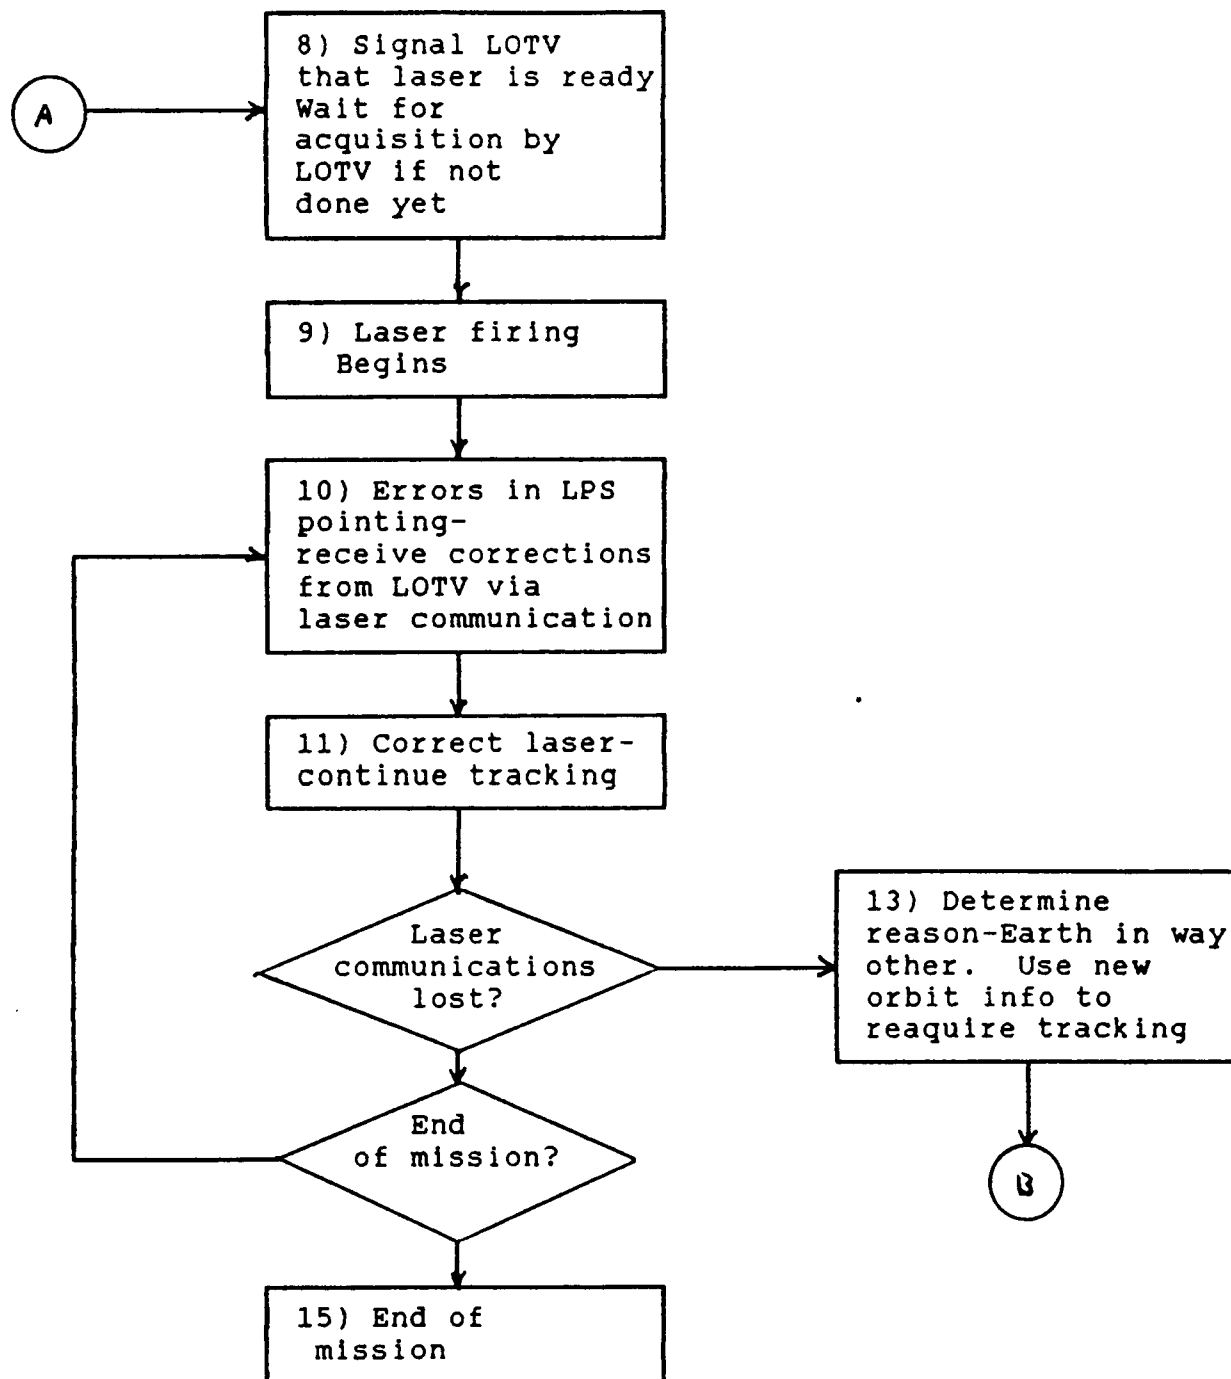 A
8) Signal LOTV
that laser is ready
Wait for
acquisition by
LOTV if not
done yet
9) Laser firing
Begins
10) Errors in LPS
pointing-
receive corrections
from LOTV via
laser communication
11) Correct laser-
continue tracking
Laser
communications
lost?
13) Determine
reason-Earth in way
other. Use new
orbit info to
reaquire tracking
End
of mission?
B
15) End of
mission